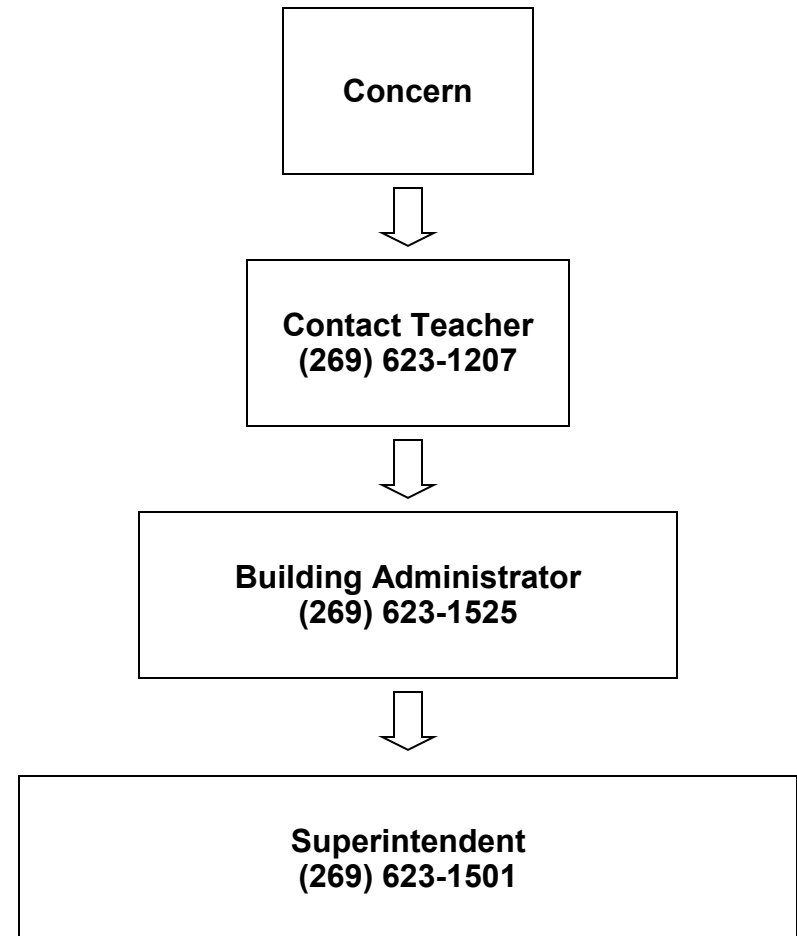 Concern
Contact Teacher
(269) 623-1207
Building Administrator
(269) 623-1525
Superintendent
(269) 623-1501